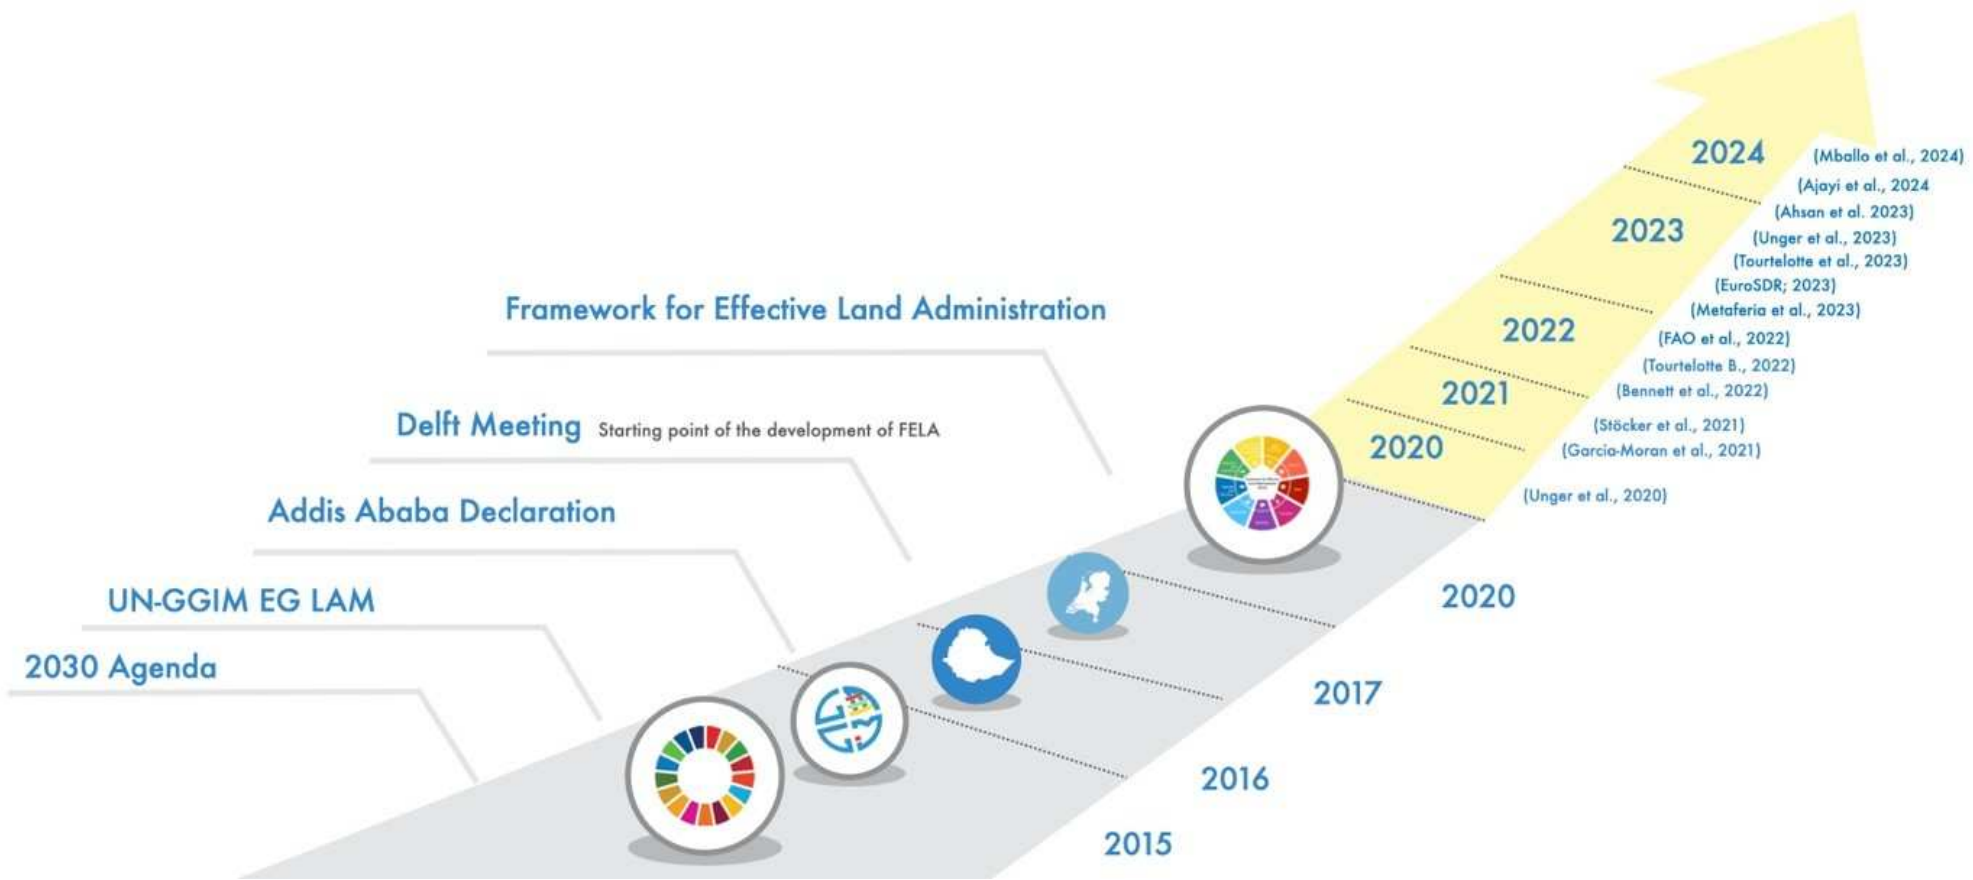 2024
(Mballo et al., 2024)
(Ajayi et al., 2024
(Ahsan et al. 2023)
2023
(Unger et al., 2023)
(Tourtelotte et al., 2023)
(EuroSDR; 2023)
Framework for Effective Land Administration
(Metaferia et al., 2023)
2022
(FAO et al., 2022)
(Tourtelotte B., 2022)
2021
(Bennett et al., 2022)
Delft Meeting Starting point of the development of FELA
(Stöcker et al., 2021)
2020
(Garcia-Moran et al., 2021)
(Unger et al., 2020)
Addis Ababa Declaration
UN-GGIM EG LAM
2020
2030 Agenda
2017
2016
2015